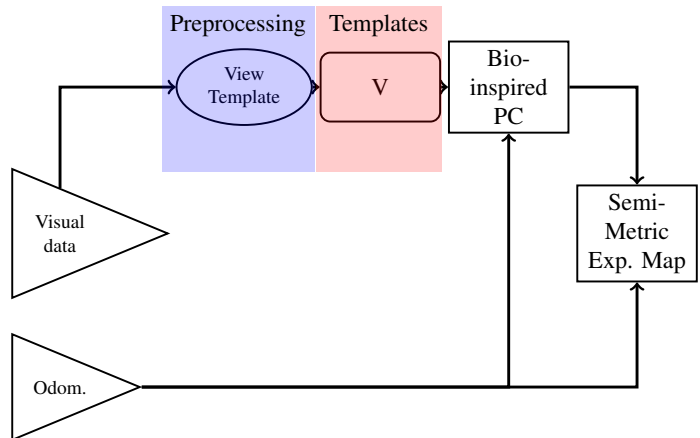 Preprocessing
Templates
View
Template
V
Bio-
inspired
PC
Visual
data
Semi-
Metric
Exp. Map
Odom.